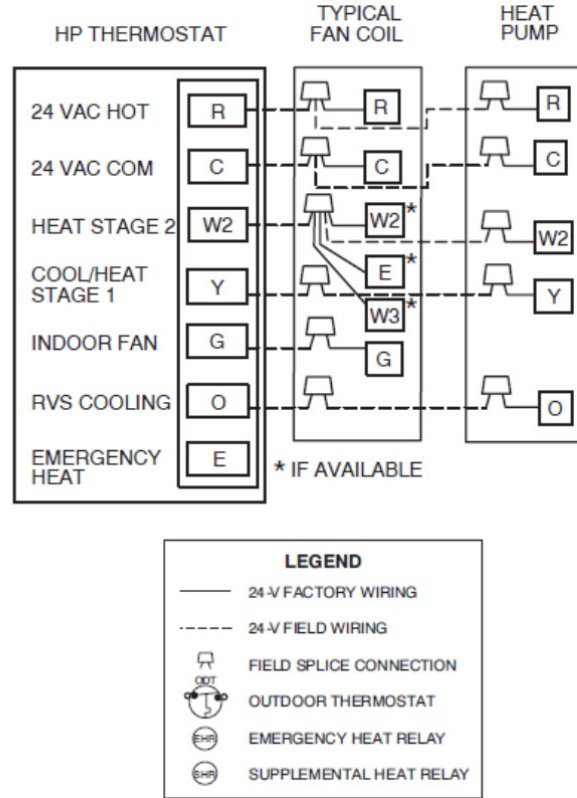 HP THERMOSTAT
TYPICAL
FAN COIL
HEAT
PUMP
24 VAC HOT
R
R
R
24 VAC COM
C
C
C
HEAT STAGE 2
W2
W2*
W2
E*
COOL/HEAT
STAGE 1
Y
W3*
Y
INDOOR FAN
G
G
RVS COOLING
O
O
EMERGENCY
HEAT
E
* IF AVAILABLE
LEGEND
24-V FACTORY WIRING
24-V FIELD WIRING
FIELD SPLICE CONNECTION
ODT
OUTDOOR THERMOSTAT
EHR
EMERGENCY HEAT RELAY
SHR
SUPPLEMENTAL HEAT RELAY